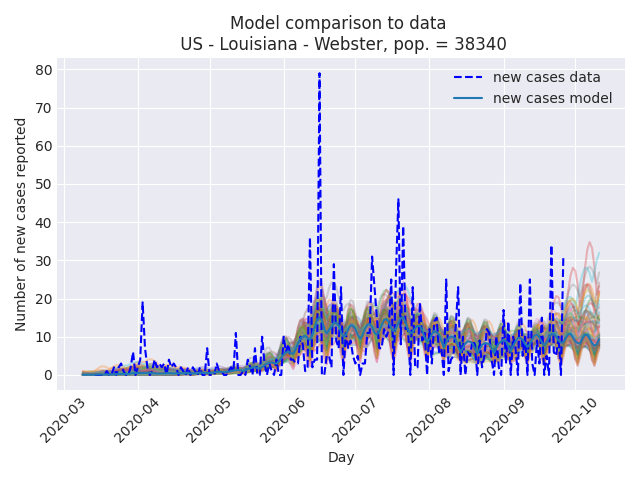 Model comparison to data
US - Louisiana - Webster, pop. = 38340
new cases data
new cases model
Number of new cases reported
80
70
60
50
40
30
20
10
0
2020-03
2020-04
2020-05
2020-06
2020-07
2020-08
2020-09
2020-10
Day